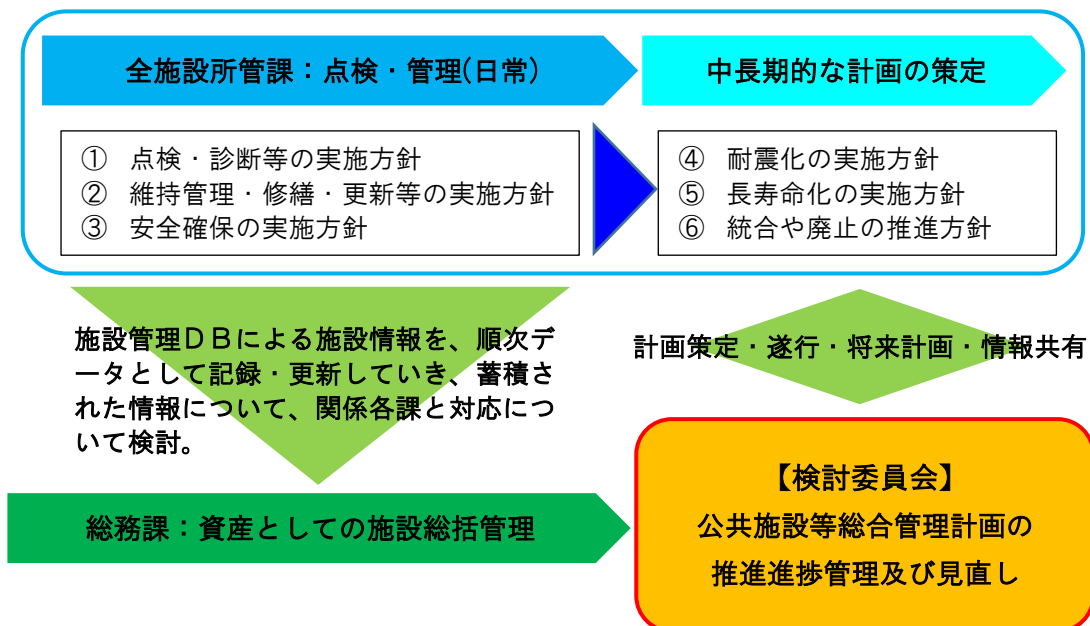 全施設所管課：点検・管理(日常)
中長期的な計画の策定
① 点検・診断等の実施方針
② 維持管理・修繕・更新等の実施方針
③ 安全確保の実施方針
④ 耐震化の実施方針
⑤ 長寿命化の実施方針
⑥ 統合や廃止の推進方針
施設管理ＤＢによる施設情報を、順次デ
ータとして記録・更新していき、蓄積さ
れた情報について、関係各課と対応につ
いて検討。
計画策定・遂行・将来計画・情報共有
総務課：資産としての施設総括管理
【検討委員会】
公共施設等総合管理計画の
推進進捗管理及び見直し